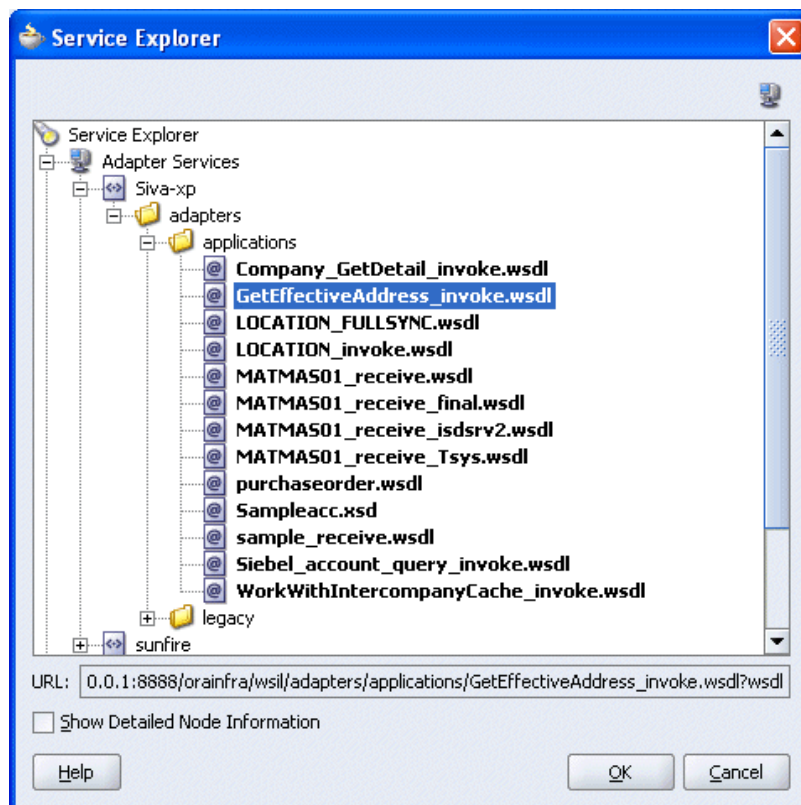 Service Explorer
Service Explorer
Adapter Services
Siva-xp
adapters
applications
Company_GetDetail_invoke.wsdl
GetEffectiveAddress_invoke.wsdl
LOCATION_FULLSYNC.wsdl
LOCATION_invoke.wsdl
MATMAS01_receive.wsdl
MATMAS01_receive_final.wsdl
MATMAS01_receive_isdsrv2.wsdl
MATMAS01_receive_Tsys.wsdl
purchaseorder.wsdl
Sampleacc.xsd
sample_receive.wsdl
Siebel_account_query_invoke.wsdl
WorkWithIntercompanyCache_invoke.wsdl
legacy
sunfire
URL: 0.0.1:8888/orainfra/wsil/adapters/applications/GetEffectiveAddress_invoke.wsdl?wsdl
Show Detailed Node Information
Help OK Cancel